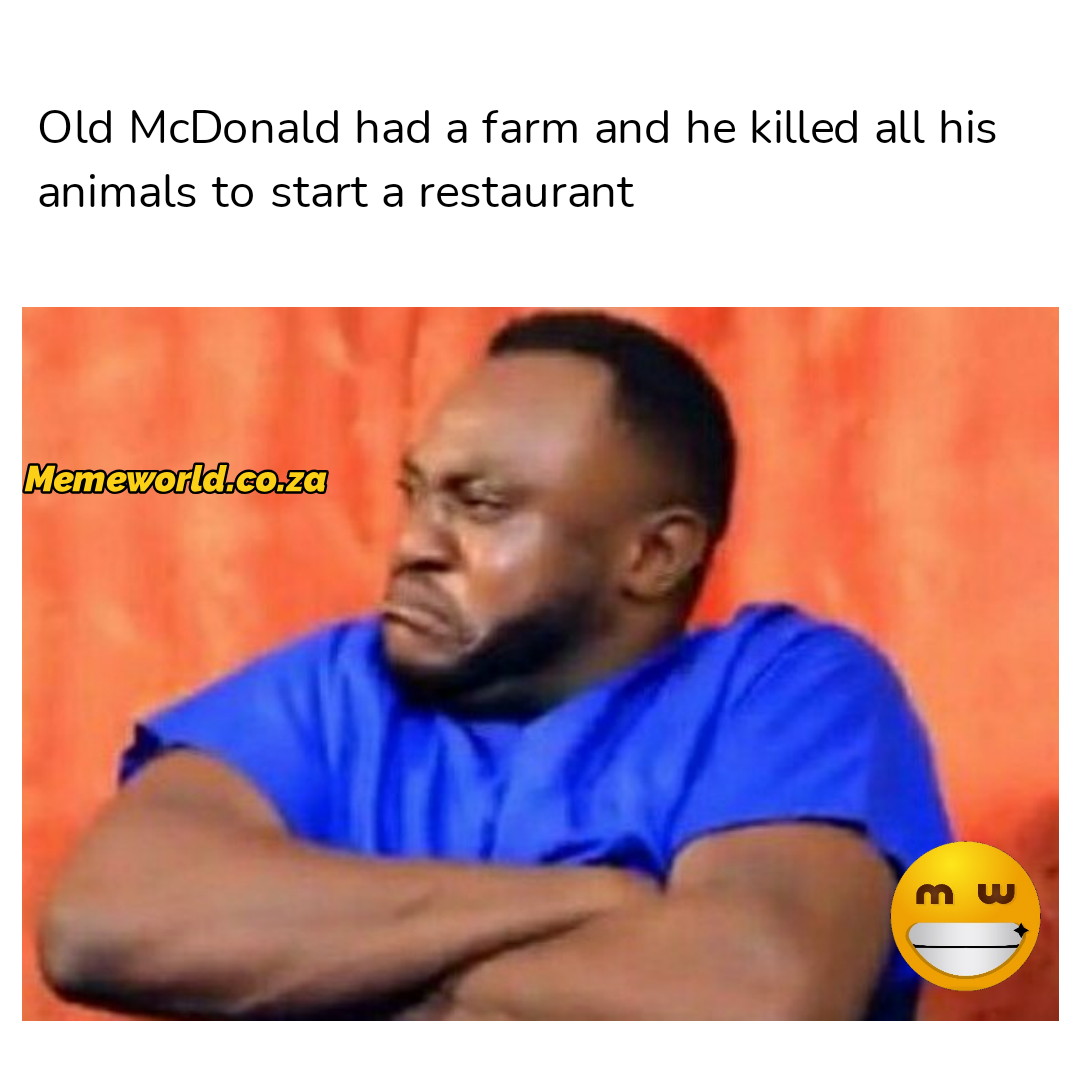 Old McDonald had a farm and he killed all his
animals to start a restaurant
Memeworld.co.za
m w